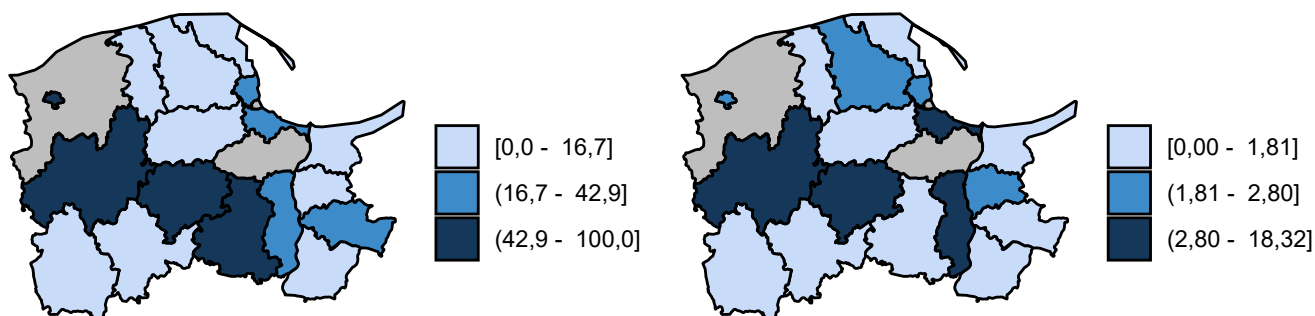 [0,0 - 16,7]
(16,7 - 42,9]
(42,9 - 100,0]
[0,00 - 1,81]
(1,81 - 2,80]
(2,80 - 18,32]